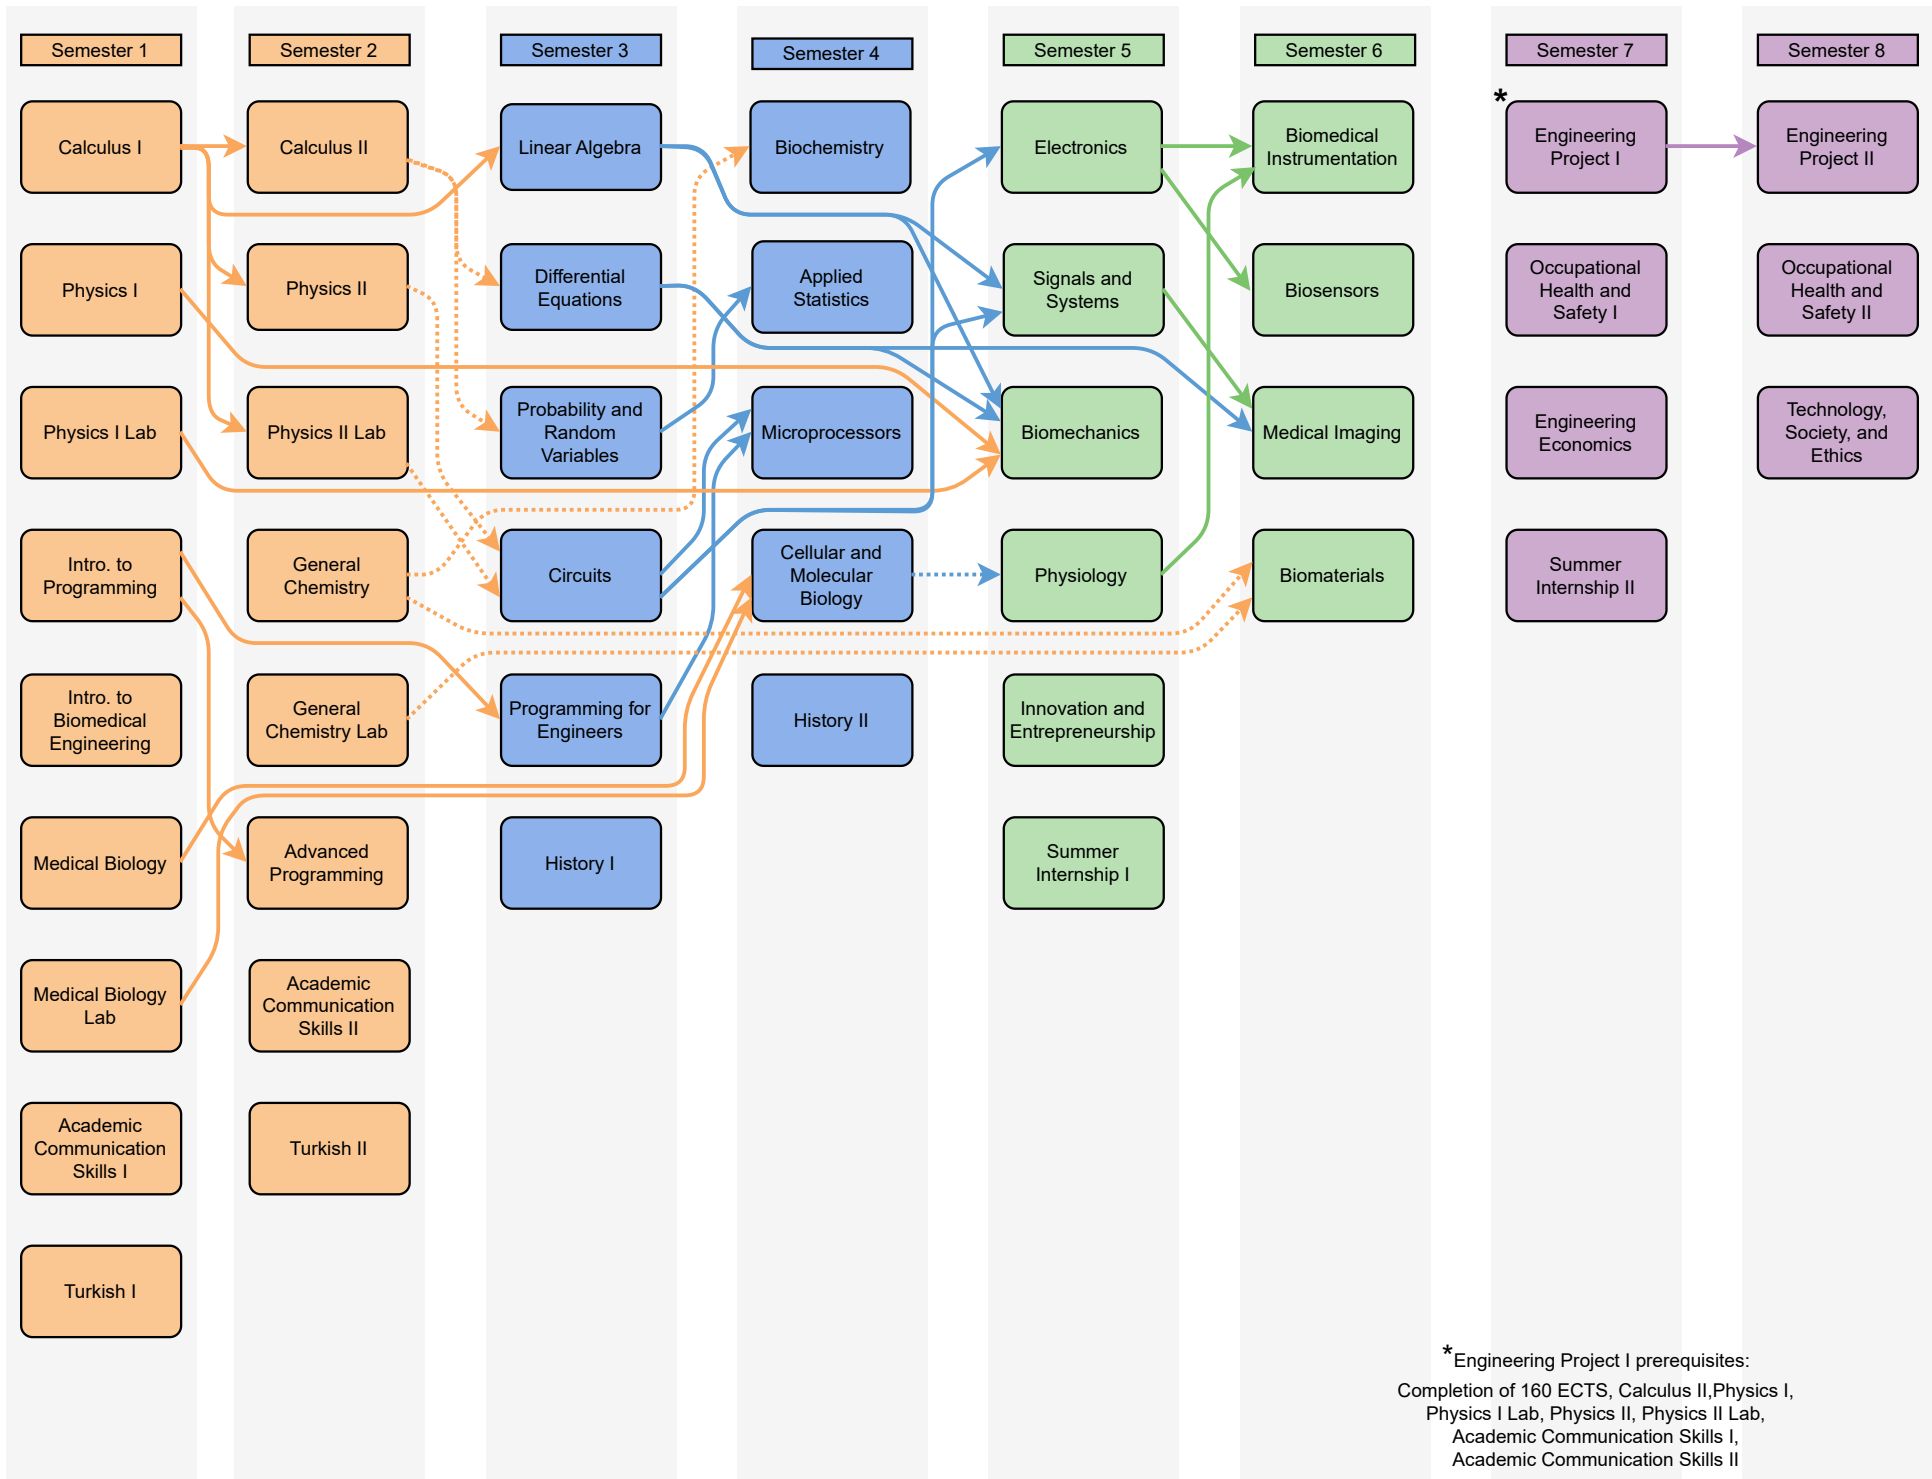 Semester 1
Calculus I
Physics I
Physics I Lab
Intro. to
Programming
Intro. to
Biomedical
Engineering
Medical Biology
Medical Biology
Lab
Academic
Communication
Skills I
Turkish I
Semester 2
Calculus II
Physics II
Physics II Lab
General
Chemistry
General
Chemistry Lab
Advanced
Programming
Academic
Communication
Skills II
Turkish II
Semester 3
Linear Algebra
Differential
Equations
Probability and
Random
Variables
Circuits
Programming for
Engineers
History I
Semester 4
Biochemistry
Applied
Statistics
Microprocessors
Cellular and
Molecular
Biology
History II
Semester 5
Electronics
Signals and
Systems
Biomechanics
Physiology
Innovation and
Entrepreneurship
Summer
Internship I
Semester 6
Biomedical
Instrumentation
Biosensors
Medical Imaging
Biomaterials
Semester 7
*
Engineering
Project I
Occupational
Health and
Safety I
Engineering
Economics
Summer
Internship II
Semester 8
Engineering
Project II
Occupational
Health and
Safety II
Technology,
Society, and
Ethics
*Engineering Project I prerequisites:
Completion of 160 ECTS, Calculus II,Physics I,
Physics I Lab, Physics II, Physics II Lab,
Academic Communication Skills I,
Academic Communication Skills II